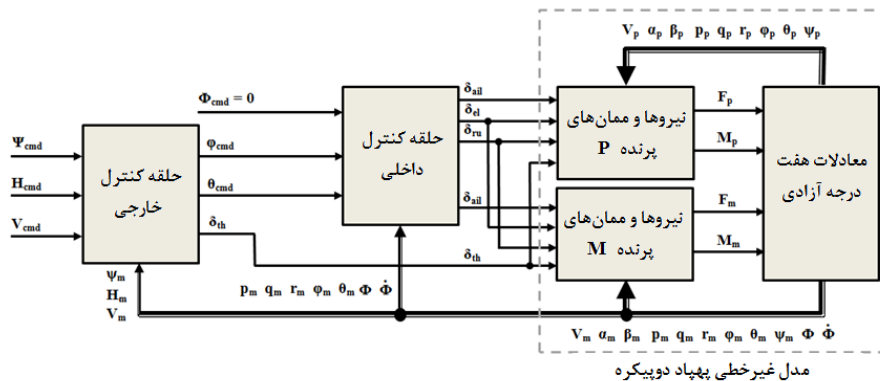 V_p α_p β_p p_p q_p r_p φ_p θ_p ψ_p
Φ_cmd = 0
Ψ_cmd
H_cmd
V_cmd
حلقه کنترل
خارجی
φ_cmd
θ_cmd
δ_th
ψ_m
H_m
V_m
حلقه کنترل
داخلی
p_m q_m r_m φ_m θ_m Φ Φ̇
δ_ail
δ_el
δ_ru
δ_ail
δ_th
نیروها و ممان‌های
پرنده P
نیروها و ممان‌های
پرنده M
F_p
M_p
F_m
M_m
معادلات هفت
درجه آزادی
V_m α_m β_m p_m q_m r_m φ_m θ_m ψ_m Φ Φ̇
مدل غیرخطی پهپاد دوپیکره